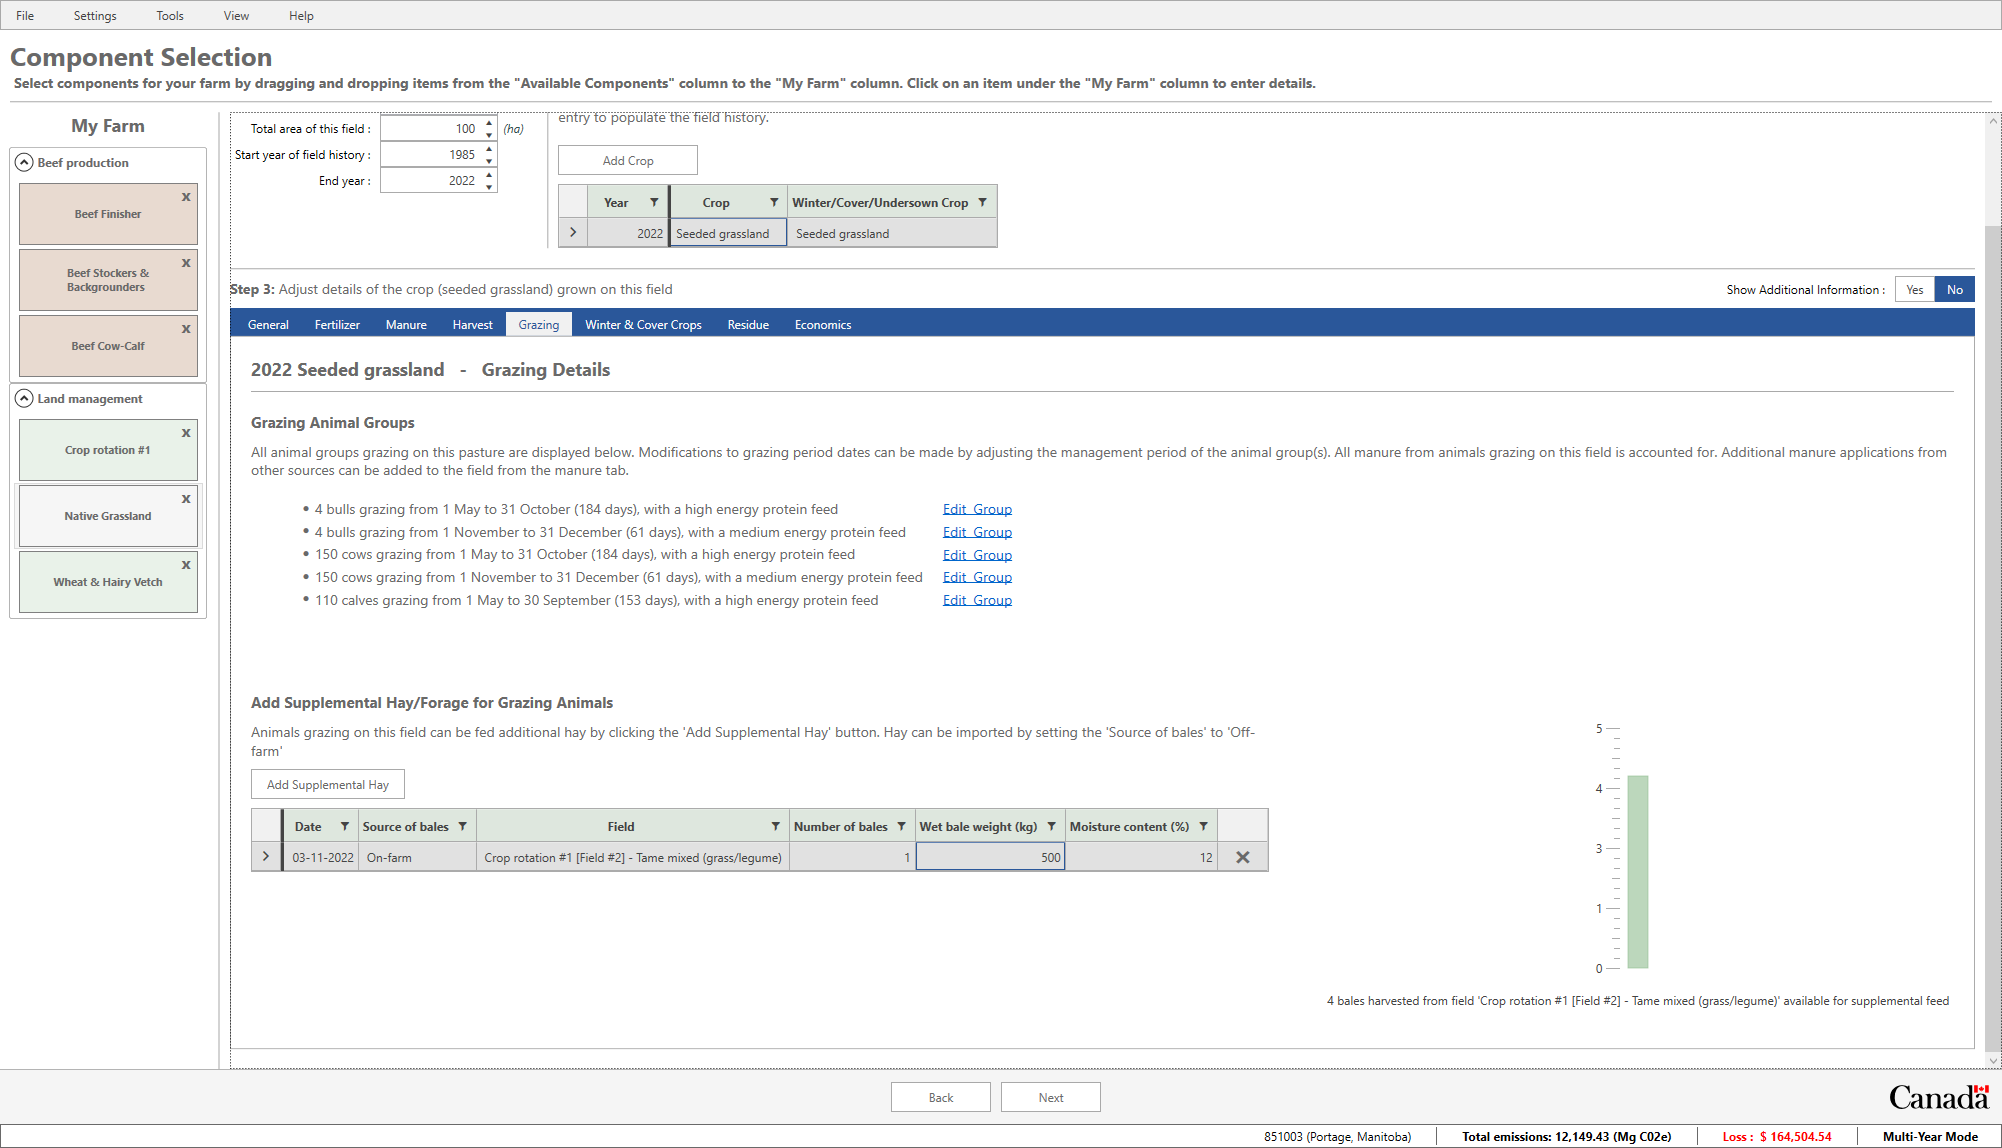 File Settings Tools View Help
Component Selection
Select components for your farm by dragging and dropping items from the "Available Components" column to the "My Farm" column. Click on an item under the "My Farm" column to enter details.
My Farm
Beef production
Beef Finisher x
Beef Stockers &
Backgrounders x
Beef Cow-Calf x
Land management
Crop rotation #1 x
Native Grassland x
Wheat & Hairy Vetch x
Total area of this field : 100 (ha)
Start year of field history : 1985
End year : 2022
entry to populate the field history.
Add Crop
Year Crop Winter/Cover/Undersown Crop
2022 Seeded grassland Seeded grassland
Step 3: Adjust details of the crop (seeded grassland) grown on this field
Show Additional Information : Yes No
General Fertilizer Manure Harvest Grazing Winter & Cover Crops Residue Economics
2022 Seeded grassland - Grazing Details
Grazing Animal Groups
All animal groups grazing on this pasture are displayed below. Modifications to grazing period dates can be made by adjusting the management period of the animal group(s). All manure from animals grazing on this field is accounted for. Additional manure applications from
other sources can be added to the field from the manure tab.
• 4 bulls grazing from 1 May to 31 October (184 days), with a high energy protein feed Edit Group
• 4 bulls grazing from 1 November to 31 December (61 days), with a medium energy protein feed Edit Group
• 150 cows grazing from 1 May to 31 October (184 days), with a high energy protein feed Edit Group
• 150 cows grazing from 1 November to 31 December (61 days), with a medium energy protein feed Edit Group
• 110 calves grazing from 1 May to 30 September (153 days), with a high energy protein feed Edit Group
Add Supplemental Hay/Forage for Grazing Animals
Animals grazing on this field can be fed additional hay by clicking the 'Add Supplemental Hay' button. Hay can be imported by setting the 'Source of bales' to 'Off-
farm'
Add Supplemental Hay
Date Source of bales Field Number of bales Wet bale weight (kg) Moisture content (%)
03-11-2022 On-farm Crop rotation #1 [Field #2] - Tame mixed (grass/legume) 1 500 12
5
4
3
1
0
4 bales harvested from field 'Crop rotation #1 [Field #2] - Tame mixed (grass/legume)' available for supplemental feed
Back Next
Canada
851003 (Portage, Manitoba) Total emissions: 12,149.43 (Mg C02e) Loss : $ 164,504.54 Multi-Year Mode